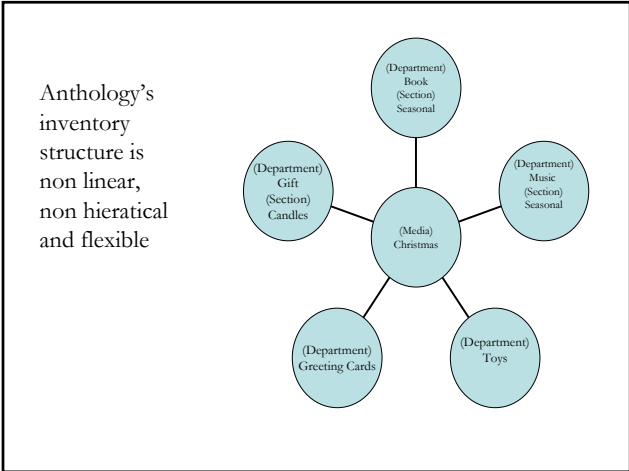 Anthology's
inventory
structure is
non linear,
non hieratical
and flexible
(Department)
Book
(Section)
Seasonal
(Department)
Gift
(Section)
Candles
(Department)
Music
(Section)
Seasonal
(Media)
Christmas
(Department)
Greeting Cards
(Department)
Toys